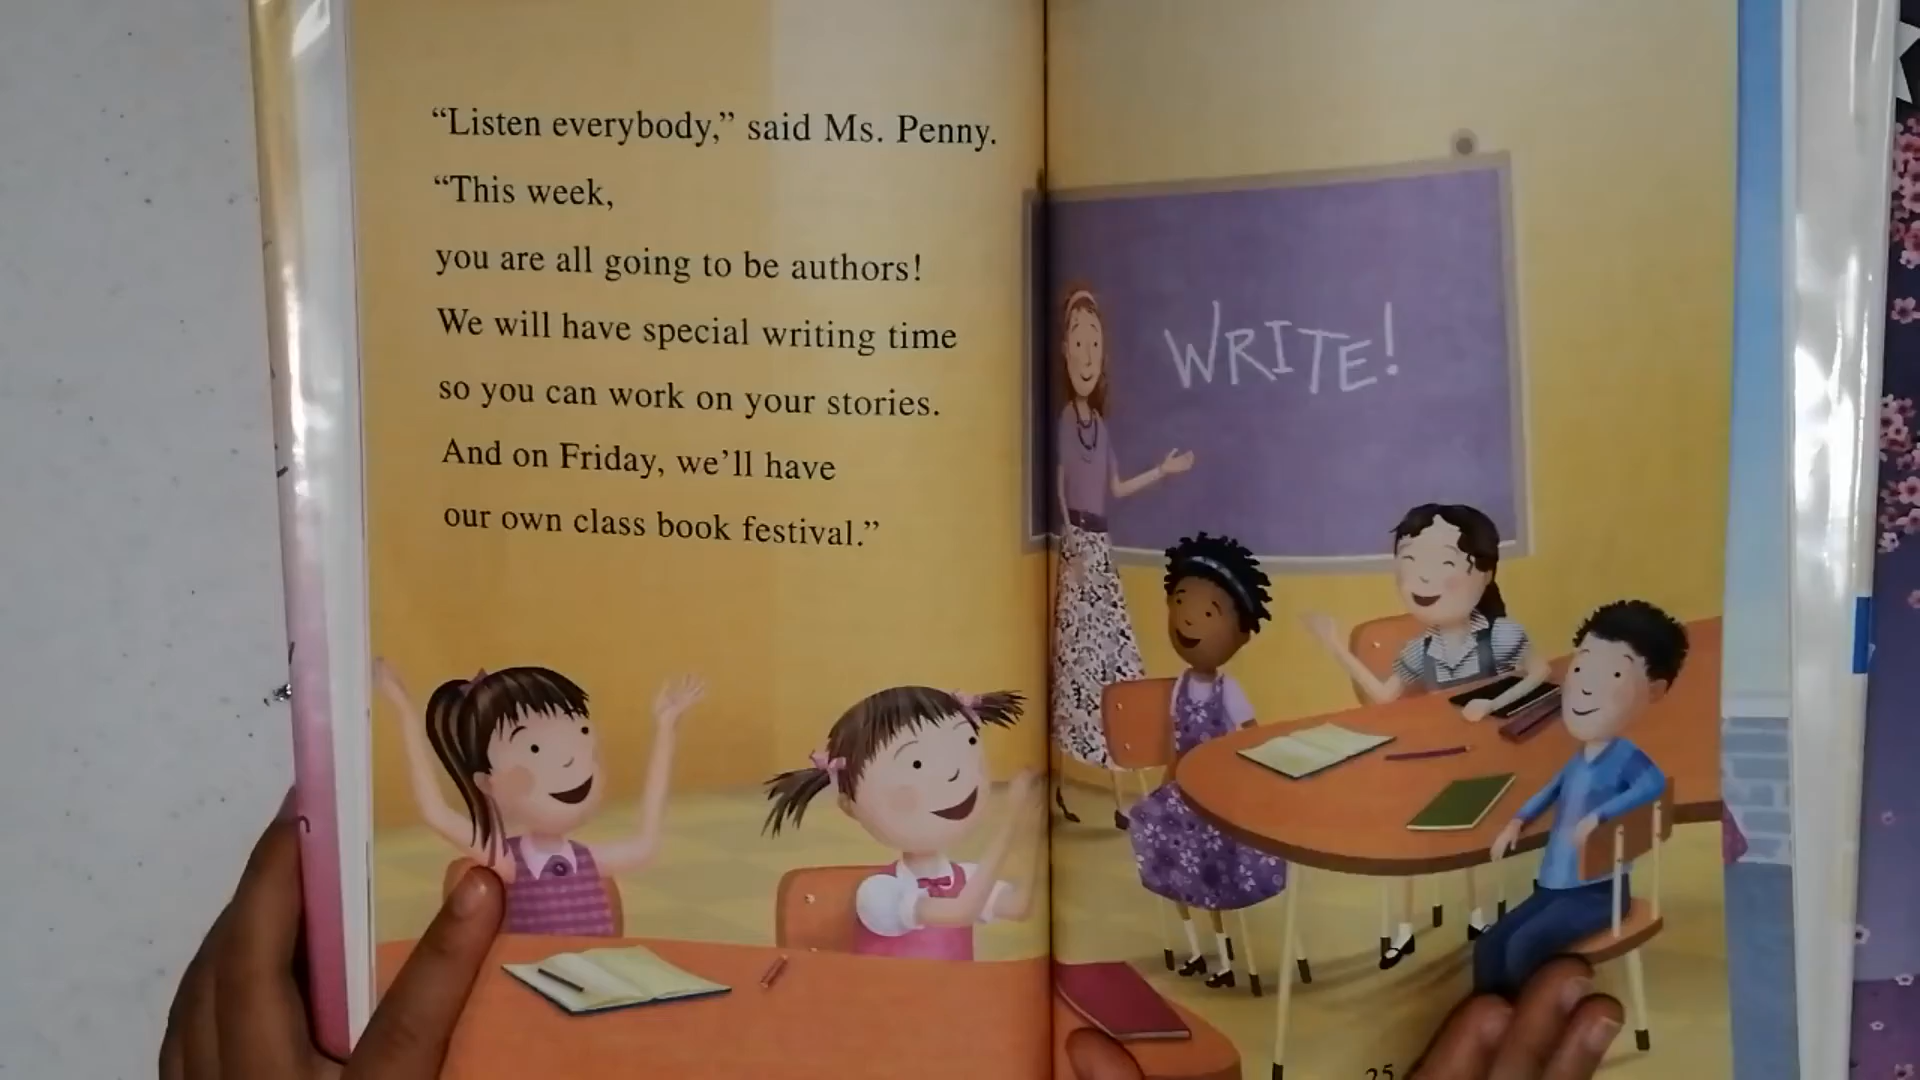 “Listen everybody,” said Ms. Penny.
“This week,
you are all going to be authors!
We will have special writing time
so you can work on your stories.
And on Friday, we’ll have
our own class book festival.”
WRITE!
25